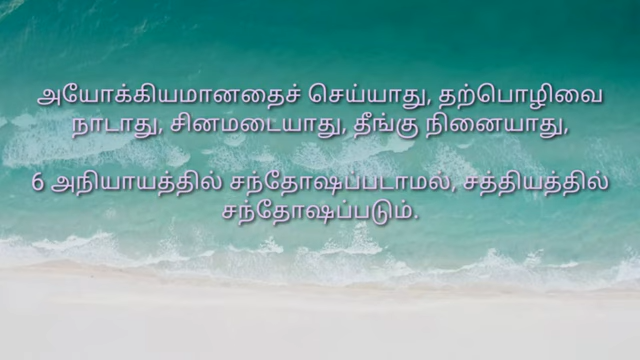 அயோக்கியமானதைச் செய்யாது, தற்பொழிவை
நாடாது, சினமடையாது, தீங்கு நினையாது,
6 அநியாயத்தில் சந்தோஷப்படாமல், சத்தியத்தில்
சந்தோஷப்படும்.